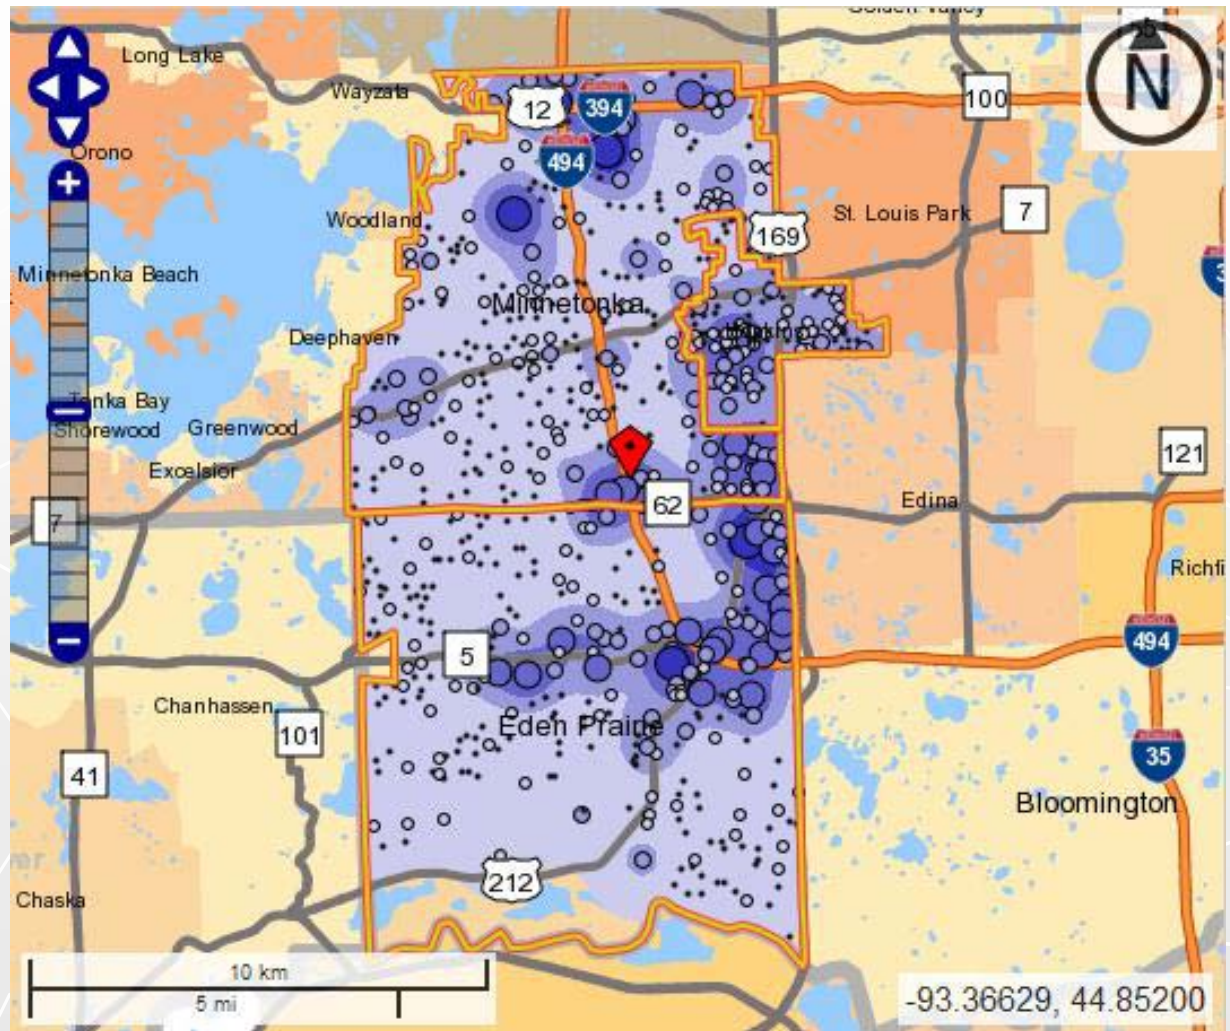 Golden Valley
Long Lake
Wayzata
12
394
100
N
Orono
494
Woodland
St. Louis Park
7
169
Minnetonka Beach
Minnetonka
Deephaven
Hopkins
Tonka Bay
Shorewood
Greenwood
Excelsior
121
7
62
Edina
Richfi
5
494
Chanhassen
101
Eden Prairie
41
35
Bloomington
212
Chaska
10 km
5 mi
-93.36629, 44.85200